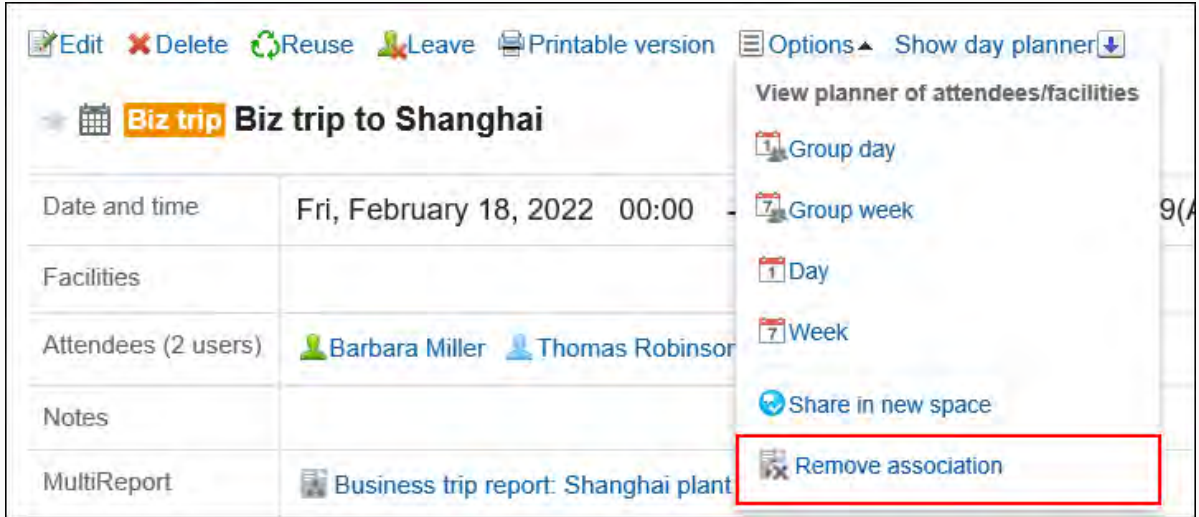 Edit Delete Reuse Leave Printable version Options Show day planner
View planner of attendees/facilities
Biz trip Biz trip to Shanghai
Group day
Date and time Fri, February 18, 2022 00:00 - 9(
Group week
Facilities
Day
Attendees (2 users) Barbara Miller Thomas Robinson
Week
Notes
Share in new space
MultiReport Business trip report: Shanghai plant
Remove association